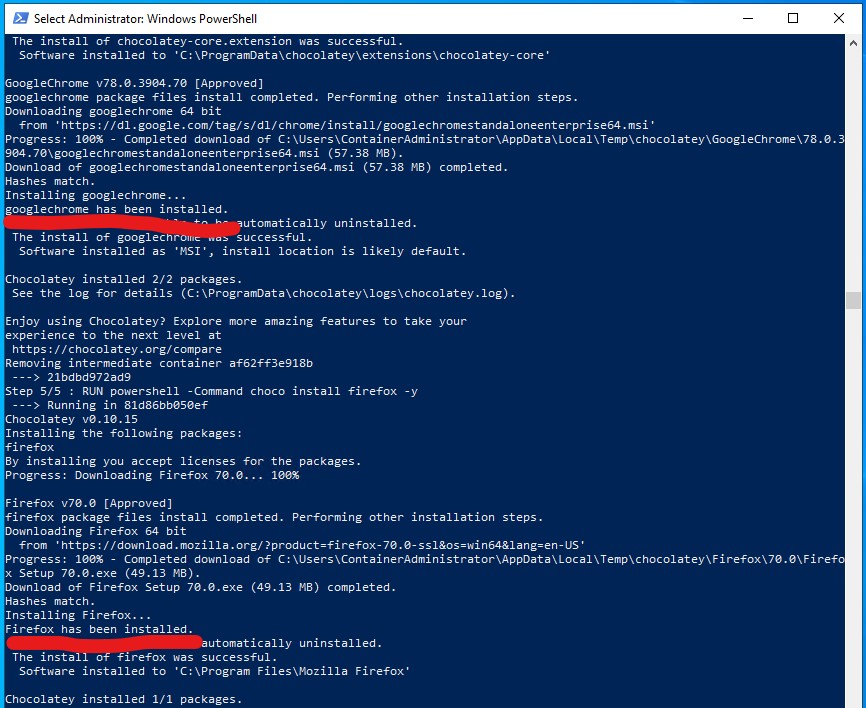 Select Administrator: Windows PowerShell
The install of chocolatey-core.extension was successful.
Software installed to 'C:\ProgramData\chocolatey\extensions\chocolatey-core'
GoogleChrome v78.0.3904.70 [Approved]
googlechrome package files install completed. Performing other installation steps.
Downloading googlechrome 64 bit
from 'https://dl.google.com/tag/s/dl/chrome/install/googlechromestandaloneenterprise64.msi'
Progress: 100% - Completed download of C:\Users\ContainerAdministrator\AppData\Local\Temp\chocolatey\GoogleChrome\78.0.3
904.70\googlechromestandaloneenterprise64.msi (57.38 MB).
Download of googlechromestandaloneenterprise64.msi (57.38 MB) completed.
Hashes match.
Installing googlechrome...
googlechrome has been installed.
to be automatically uninstalled.
The install of googlechrome was successful.
Software installed as 'MSI', install location is likely default.
Chocolatey installed 2/2 packages.
See the log for details (C:\ProgramData\chocolatey\logs\chocolatey.log).
Enjoy using Chocolatey? Explore more amazing features to take your
experience to the next level at
https://chocolatey.org/compare
Removing intermediate container af62ff3e918b
---> 21bdbd972ad9
Step 5/5 : RUN powershell -Command choco install firefox -y
---> Running in 81d86bb050ef
Chocolatey v0.10.15
Installing the following packages:
firefox
By installing you accept licenses for the packages.
Progress: Downloading Firefox 70.0... 100%
Firefox v70.0 [Approved]
firefox package files install completed. Performing other installation steps.
Downloading Firefox 64 bit
from 'https://download.mozilla.org/?product=firefox-70.0-ssl&os=win64&lang=en-US'
Progress: 100% - Completed download of C:\Users\ContainerAdministrator\AppData\Local\Temp\chocolatey\Firefox\70.0\Firefo
x Setup 70.0.exe (49.13 MB).
Download of Firefox Setup 70.0.exe (49.13 MB) completed.
Hashes match.
Installing Firefox...
Firefox has been installed.
automatically uninstalled.
The install of firefox was successful.
Software installed to 'C:\Program Files\Mozilla Firefox'
Chocolatey installed 1/1 packages.